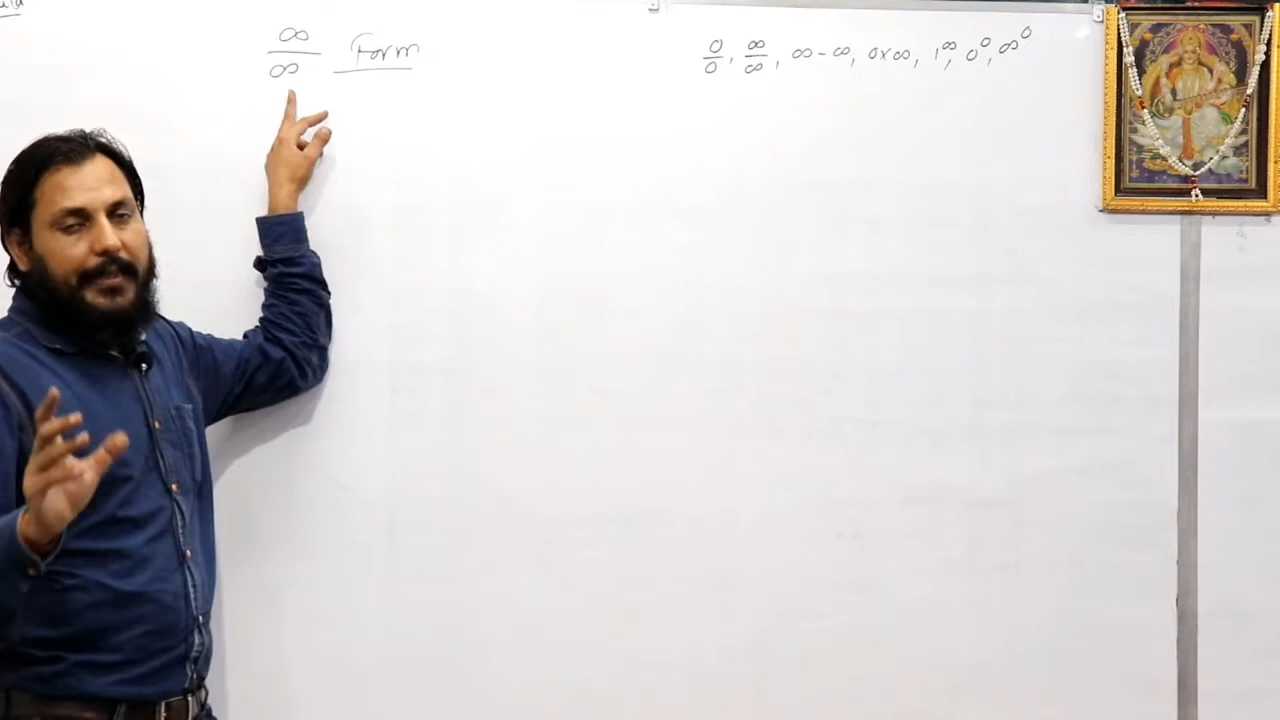 ∞/∞ Form
0/0, ∞/∞, ∞-∞, 0×∞, 1^∞, 0^0, ∞^0